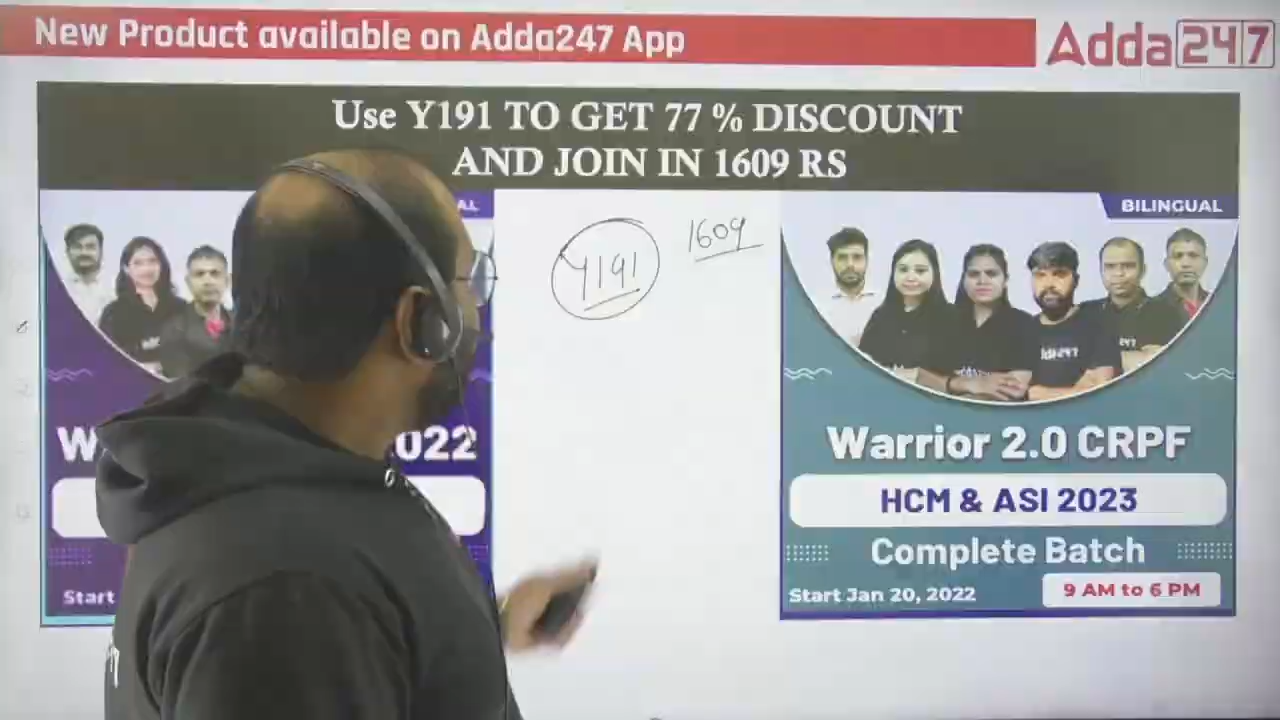 New Product available on Adda247 App
Adda247
Use Y191 TO GET 77 % DISCOUNT
AND JOIN IN 1609 RS
AL
BILINGUAL
Y191
1609
W
022
Start
Warrior 2.0 CRPF
HCM & ASI 2023
Complete Batch
Start Jan 20, 2022
9 AM to 6 PM